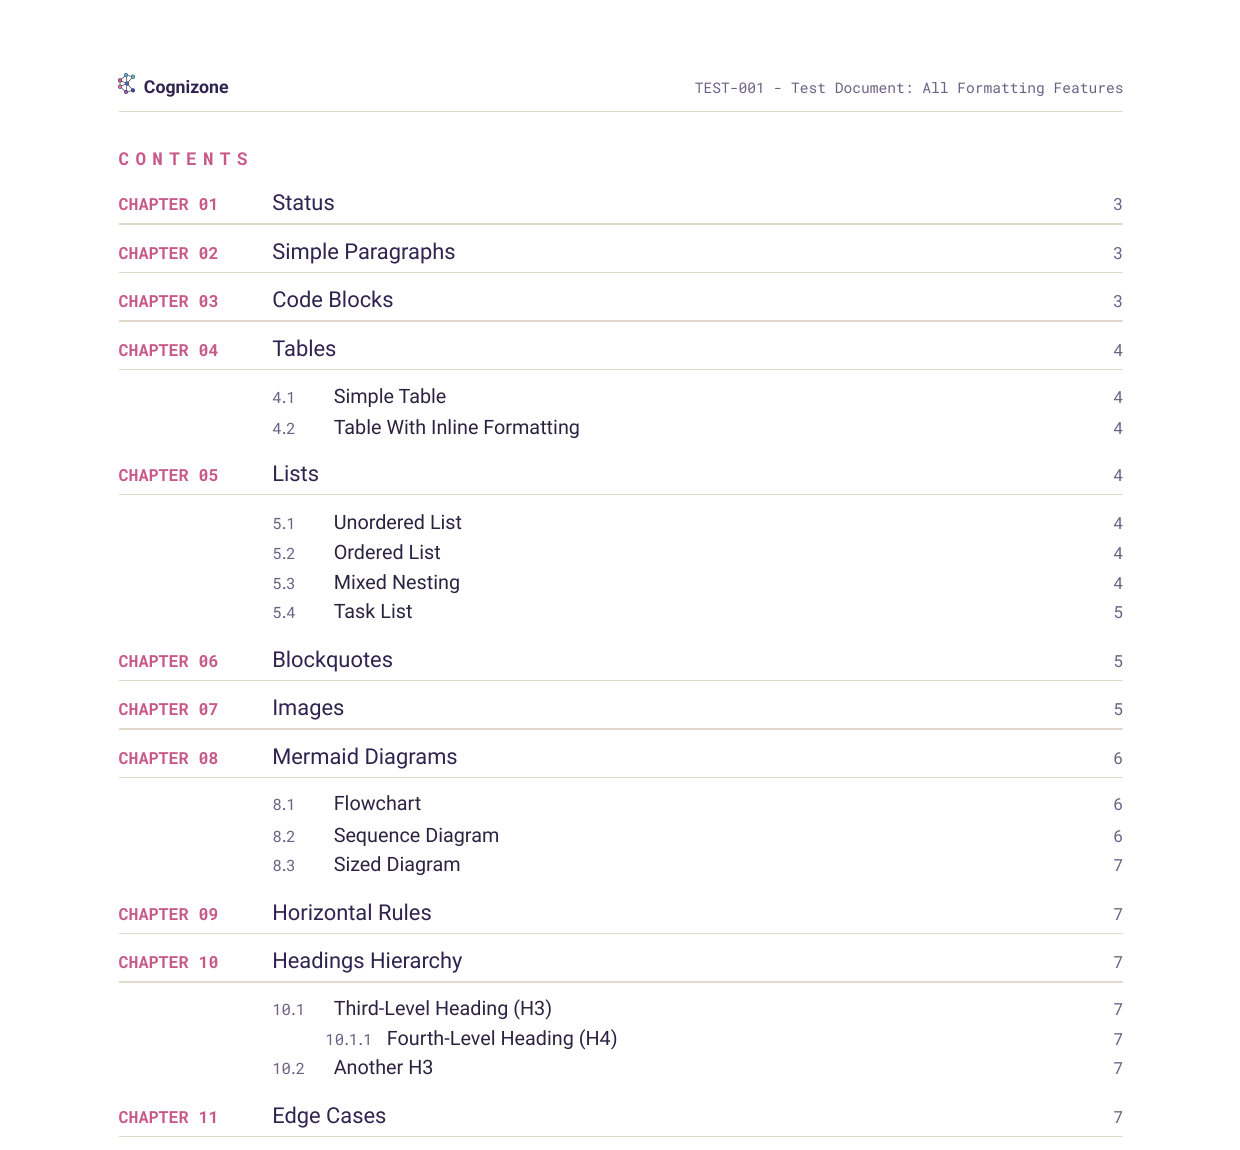 Cognizone
TEST-001 - Test Document: All Formatting Features
CONTENTS
CHAPTER 01 Status 3
CHAPTER 02 Simple Paragraphs 3
CHAPTER 03 Code Blocks 3
CHAPTER 04 Tables 4
4.1 Simple Table 4
4.2 Table With Inline Formatting 4
CHAPTER 05 Lists 4
5.1 Unordered List 4
5.2 Ordered List 4
5.3 Mixed Nesting 4
5.4 Task List 5
CHAPTER 06 Blockquotes 5
CHAPTER 07 Images 5
CHAPTER 08 Mermaid Diagrams 6
8.1 Flowchart 6
8.2 Sequence Diagram 6
8.3 Sized Diagram 7
CHAPTER 09 Horizontal Rules 7
CHAPTER 10 Headings Hierarchy 7
10.1 Third-Level Heading (H3) 7
10.1.1 Fourth-Level Heading (H4) 7
10.2 Another H3 7
CHAPTER 11 Edge Cases 7